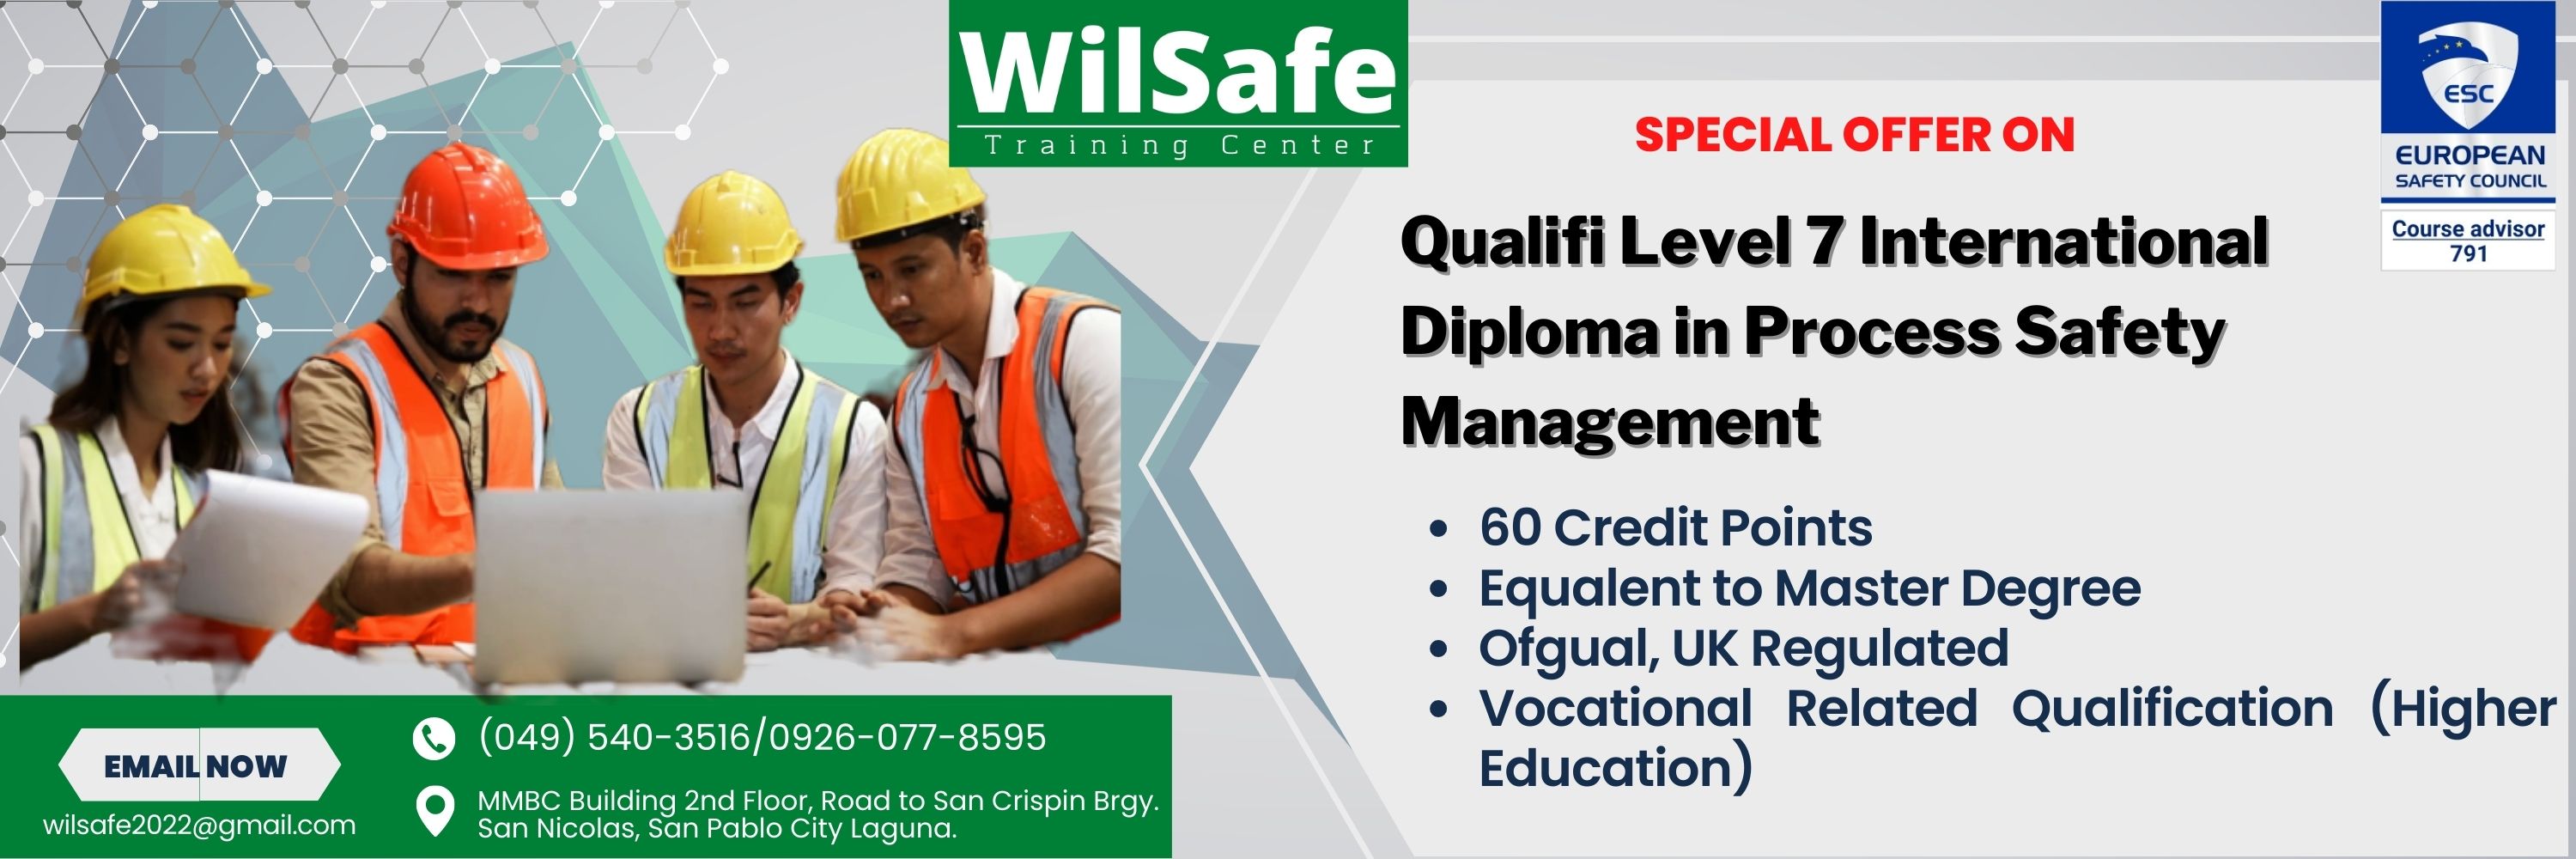 WilSafe
Training Center
SPECIAL OFFER ON
Qualifi Level 7 International
Diploma in Process Safety
Management
60 Credit Points
Equalent to Master Degree
Ofgual, UK Regulated
Vocational Related Qualification (Higher
Education)
ESC
EUROPEAN
SAFETY COUNCIL
Course advisor
791
EMAIL NOW
wilsafe2022@gmail.com
(049) 540-3516/0926-077-8595
MMBC Building 2nd Floor, Road to San Crispin Brgy.
San Nicolas, San Pablo City Laguna.